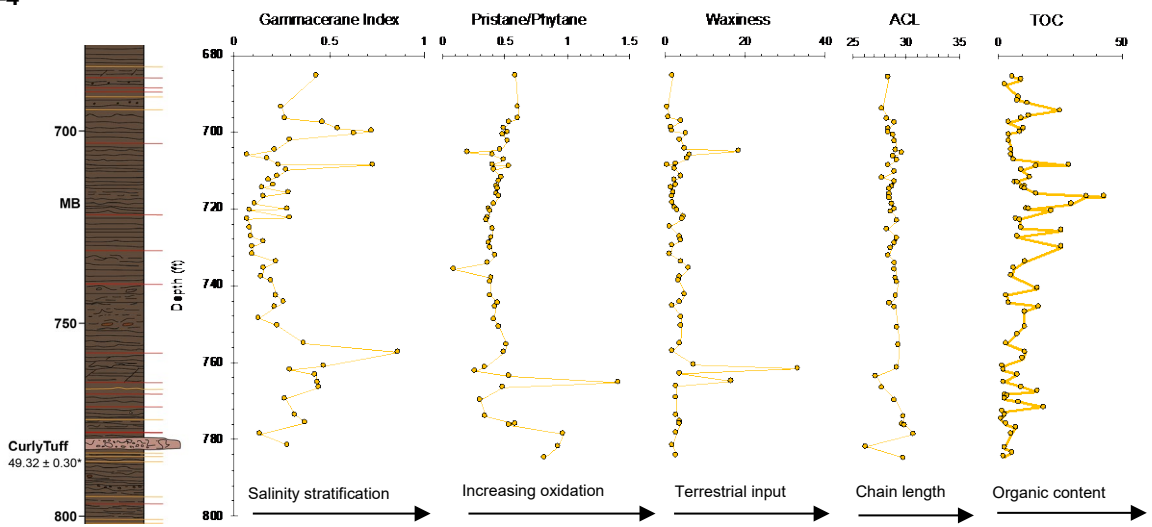 4
Gammacerane Index
Pristane/Phytane
Waxiness
ACL
TOC
0 0.5 1
0 0.5 1 1.5
0 20 40
25 30 35
0 50
680
700
720
740
760
780
800
Depth (ft)
700
MB
750
CurlyTuff
49.32 ± 0.30*
800
Salinity stratification
Increasing oxidation
Terrestrial input
Chain length
Organic content